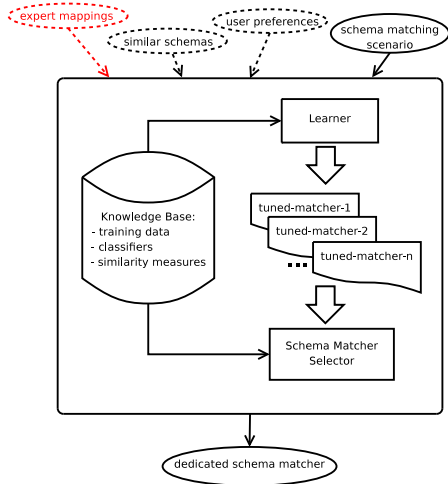 expert mappings
similar schemas
user preferences
schema matching
scenario
Learner
Knowledge Base:
- training data
- classifiers
- similarity measures
tuned-matcher-1
tuned-matcher-2
tuned-matcher-n
...
Schema Matcher
Selector
dedicated schema matcher